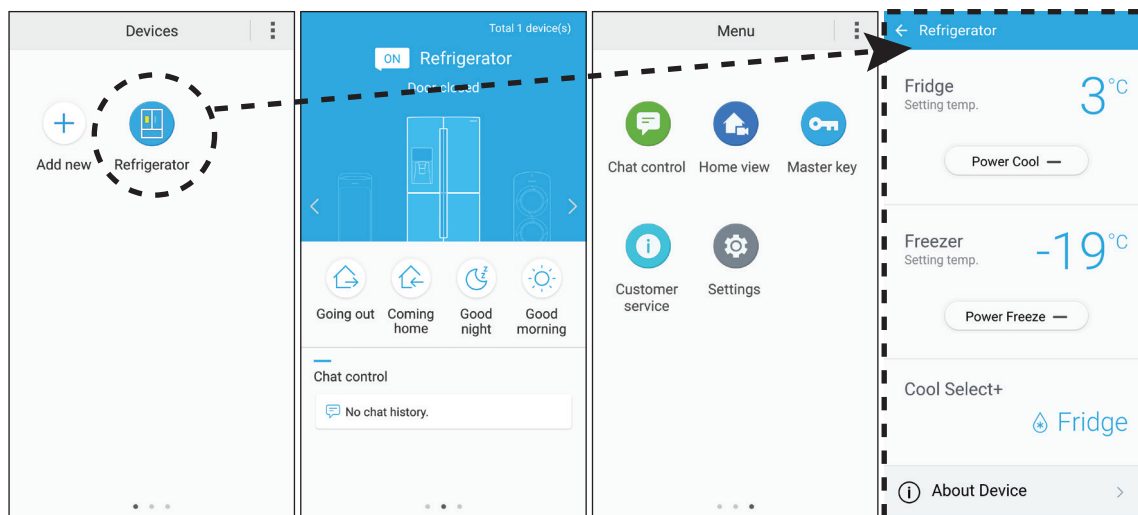 Devices
Add new
Refrigerator
Total 1 device(s)
ON Refrigerator
Door closed
Going out
Coming
home
Good
night
Good
morning
Chat control
No chat history.
Menu
Chat control
Home view
Master key
Customer
service
Settings
Refrigerator
Fridge
Setting temp.
3°C
Power Cool
Freezer
Setting temp.
-19°C
Power Freeze
Cool Select+
Fridge
About Device